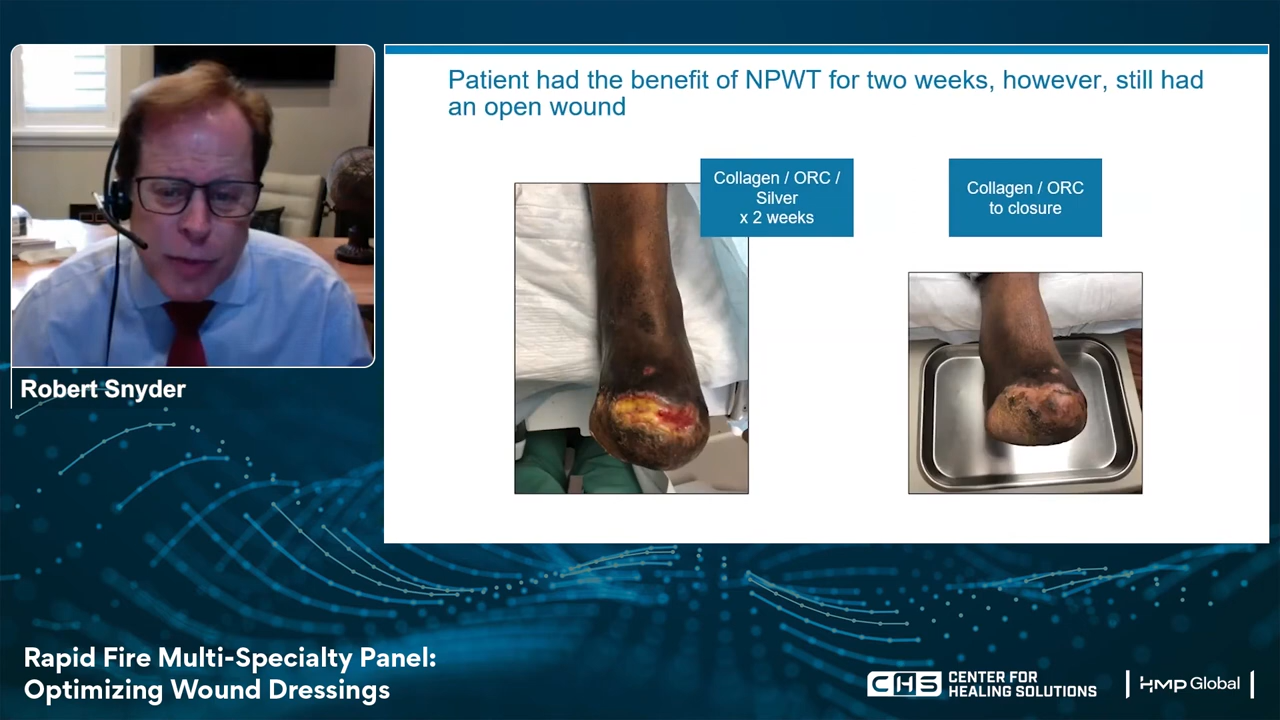 Patient had the benefit of NPWT for two weeks, however, still had
an open wound
Collagen / ORC /
Silver
x 2 weeks
Collagen / ORC
to closure
Robert Snyder
Rapid Fire Multi-Specialty Panel:
Optimizing Wound Dressings
CHS
CENTER FOR
HEALING SOLUTIONS
HMP Global